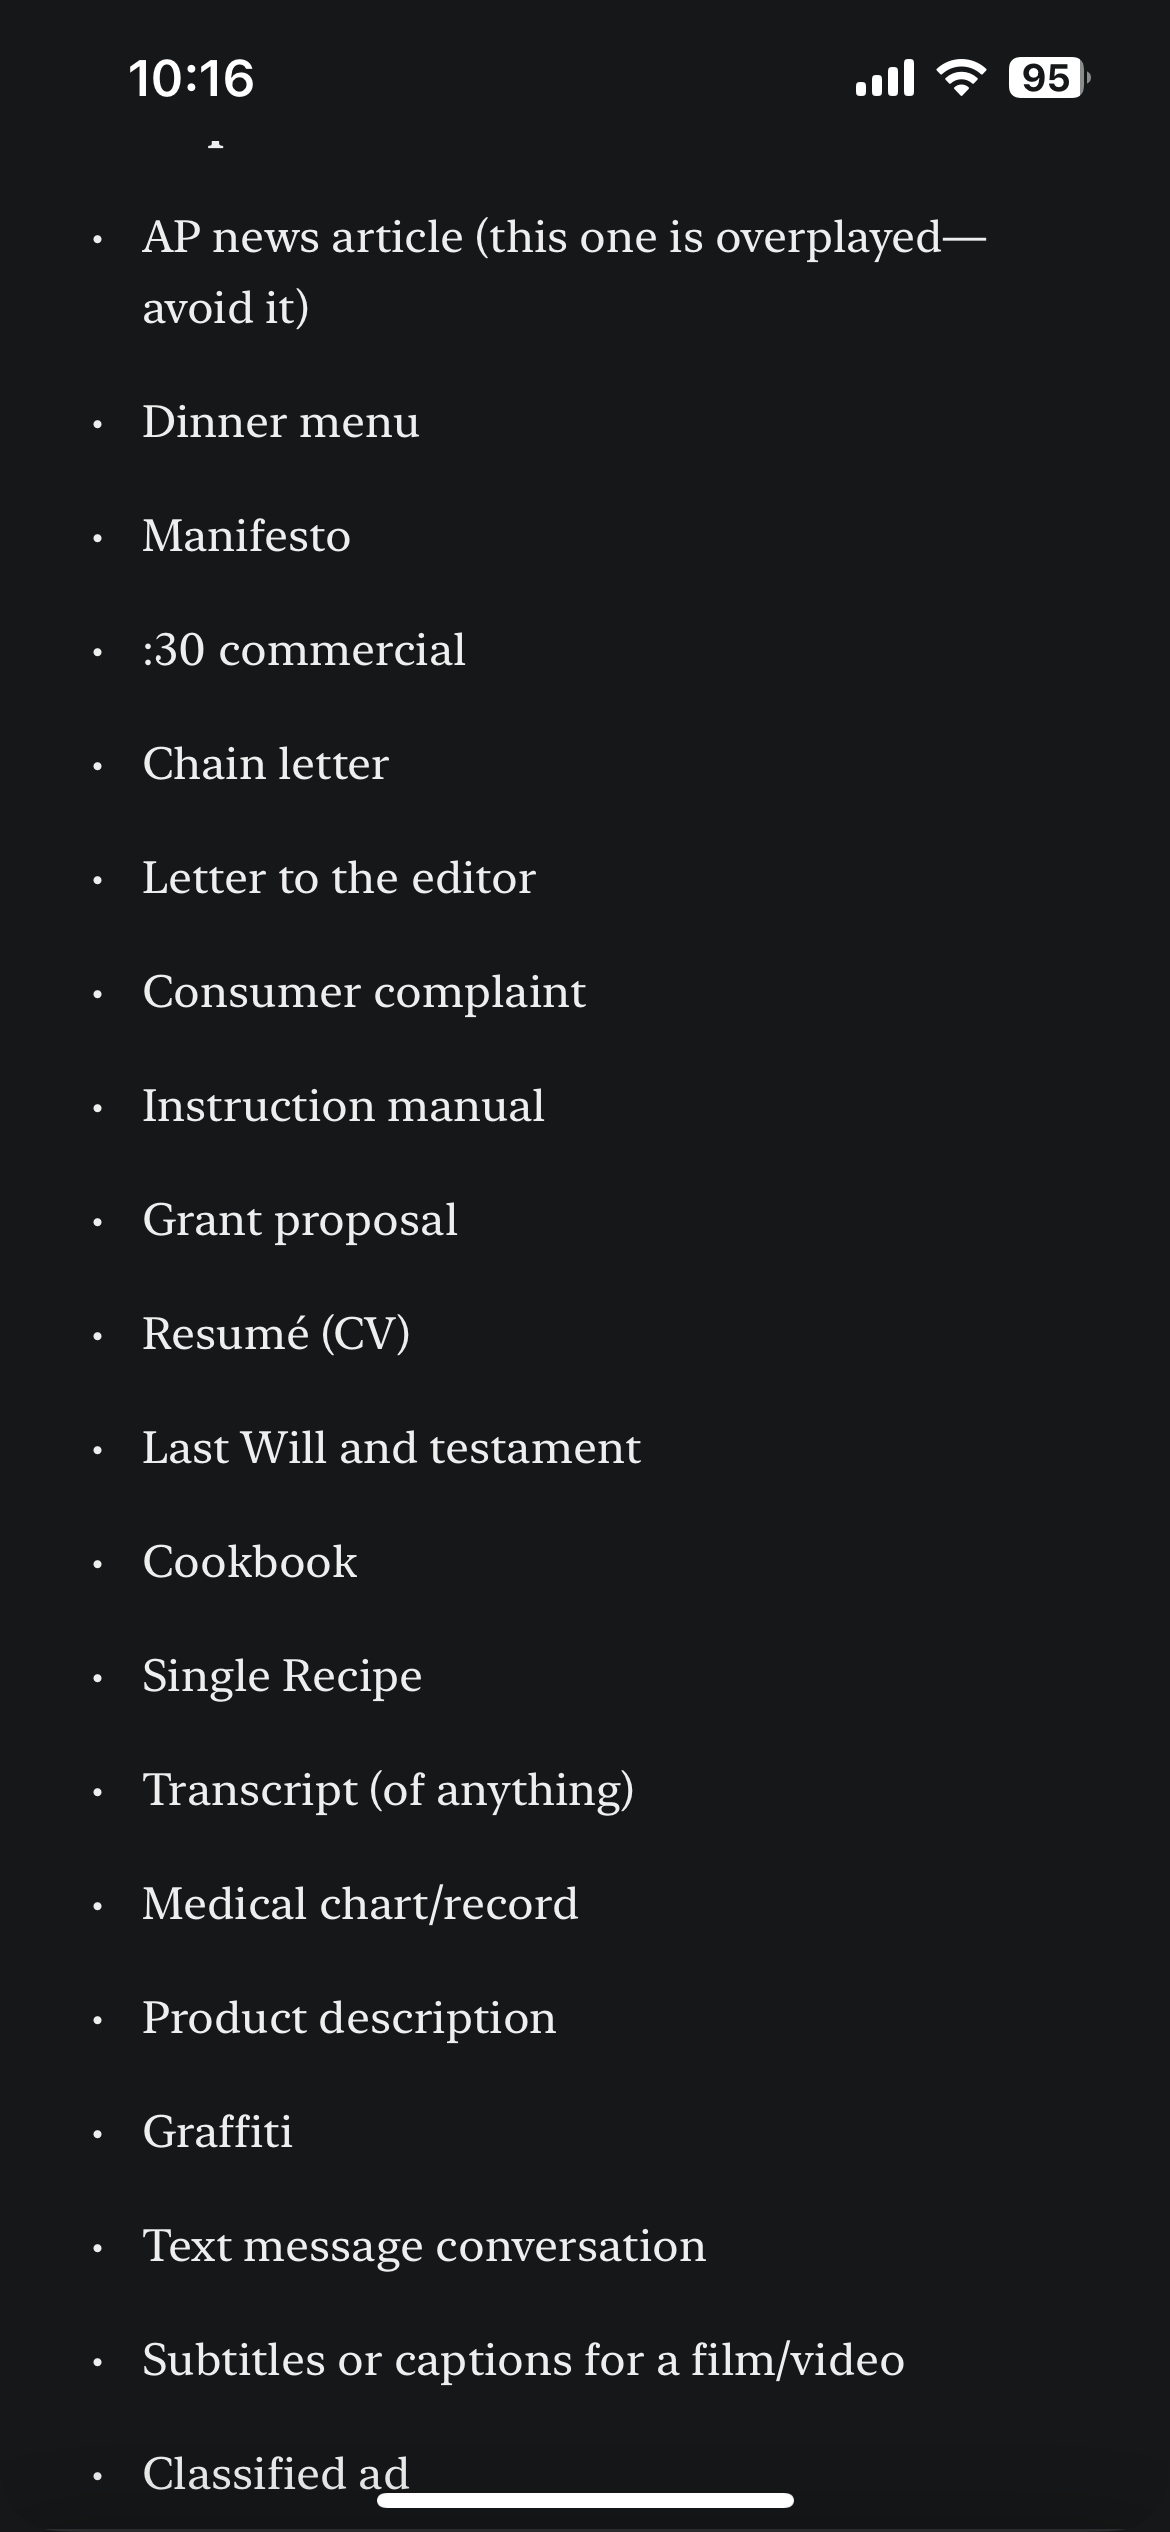 10:16
95
• AP news article (this one is overplayed—
avoid it)
• Dinner menu
• Manifesto
• :30 commercial
• Chain letter
• Letter to the editor
• Consumer complaint
• Instruction manual
• Grant proposal
• Resumé (CV)
• Last Will and testament
• Cookbook
• Single Recipe
• Transcript (of anything)
• Medical chart/record
• Product description
• Graffiti
• Text message conversation
• Subtitles or captions for a film/video
• Classified ad